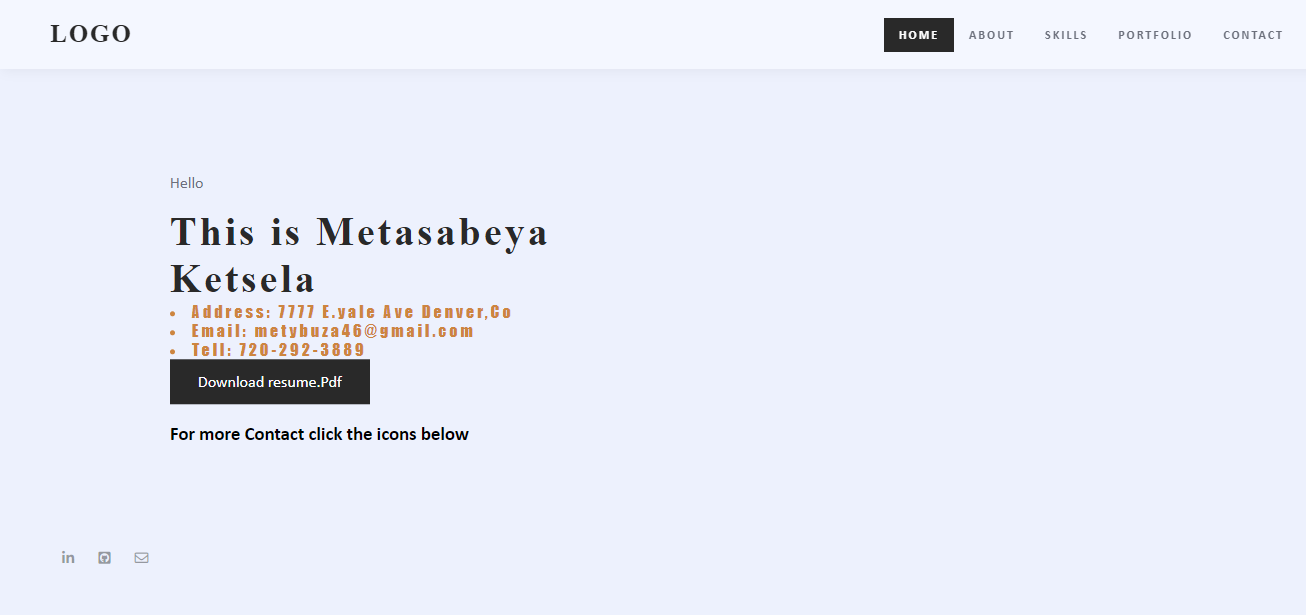 LOGO
HOME ABOUT SKILLS PORTFOLIO CONTACT
Hello
This is Metasabeya
Ketsela
• Address: 7777 E.yale Ave Denver,Co
• Email: metybuza46@gmail.com
• Tell: 720-292-3889
Download resume.Pdf
For more Contact click the icons below
in